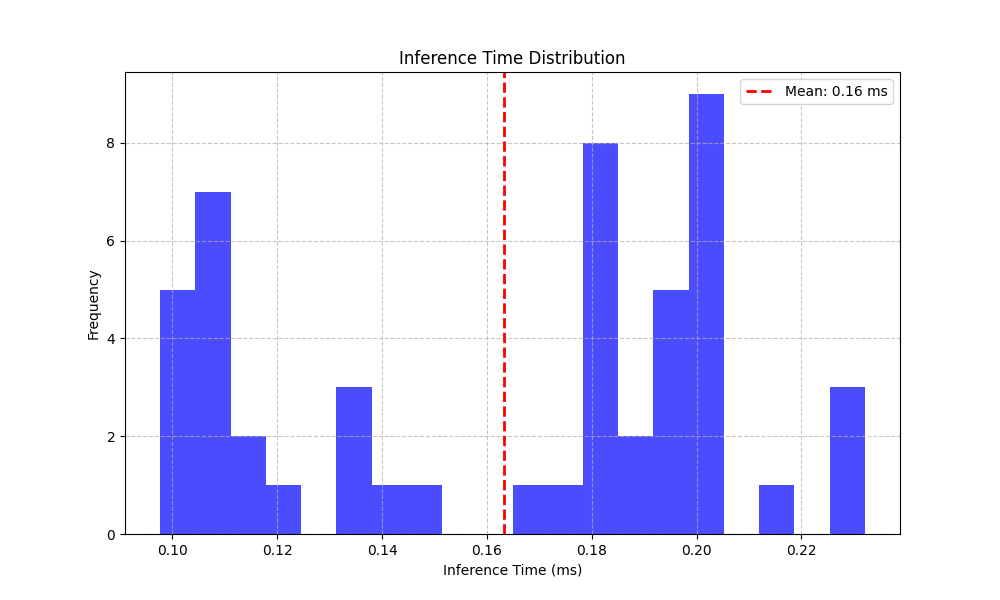 Inference Time Distribution
Mean: 0.16 ms
Frequency
8
6
4
2
0
0.10 0.12 0.14 0.16 0.18 0.20 0.22
Inference Time (ms)